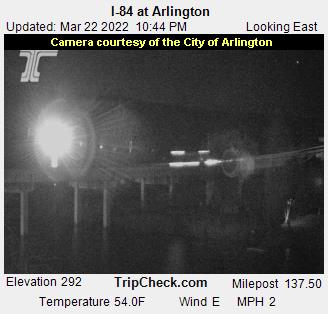 I-84 at Arlington
Updated: Mar 22 2022 10:44 PM Looking East
Camera courtesy of the City of Arlington
Elevation 292 TripCheck.com Milepost 137.50
Temperature 54.0F Wind E MPH 2